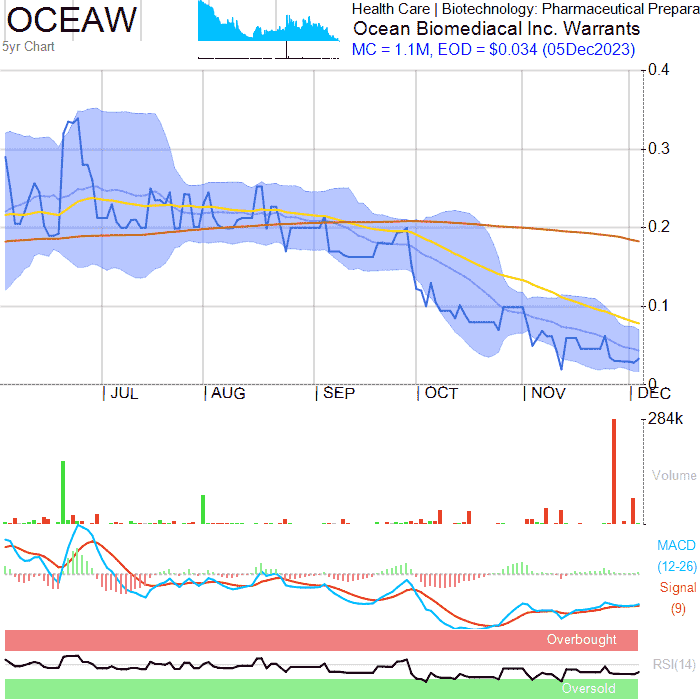 OCEAW
5yr Chart
Health Care | Biotechnology: Pharmaceutical Prepara
Ocean Biomediacal Inc. Warrants
MC = 1.1M, EOD = $0.034 (05Dec2023)
0.4
0.3
0.2
0.1
0
JUL AUG SEP OCT NOV DEC
284k
Volume
MACD
(12-26)
Signal
(9)
Overbought
RSI(14)
Oversold